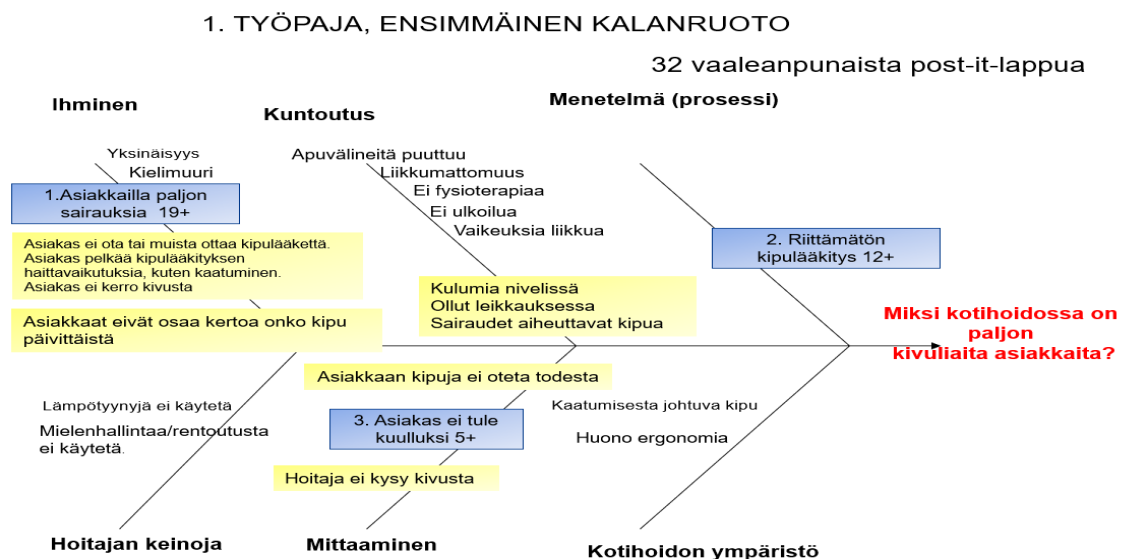 1. TYÖPAJA, ENSIMMÄINEN KALANRUOTO
32 vaaleanpunaista post-it-lappua
Ihminen
Kuntoutus
Menetelmä (prosessi)
Yksinäisyys
Kielimuuri
1.Asiakkailla paljon
sairauksia 19+
Asiakas ei ota tai muista ottaa kipulääkettä.
Asiakas pelkää kipulääkityksen
haittavaikutuksia, kuten kaatuminen.
Asiakas ei kerro kivusta
Asiakkaat eivät osaa kertoa onko kipu
päivittäistä
Apuvälineitä puuttuu
Liikkumattomuus
Ei fysioterapiaa
Ei ulkoilua
Vaikeuksia liikkua
Kulumia nivelissä
Ollut leikkauksessa
Sairaudet aiheuttavat kipua
2. Riittämätön
kipulääkitys 12+
Miksi kotihoidossa on
paljon
kivuliaita asiakkaita?
Lämpötyynyjä ei käytetä
Mielenhallintaa/rentoutusta
ei käytetä.
Asiakkaan kipuja ei oteta todesta
3. Asiakas ei tule
kuulluksi 5+
Hoitaja ei kysy kivusta
Kaatumisesta johtuva kipu
Huono ergonomia
Hoitajan keinoja
Mittaaminen
Kotihoidon ympäristö